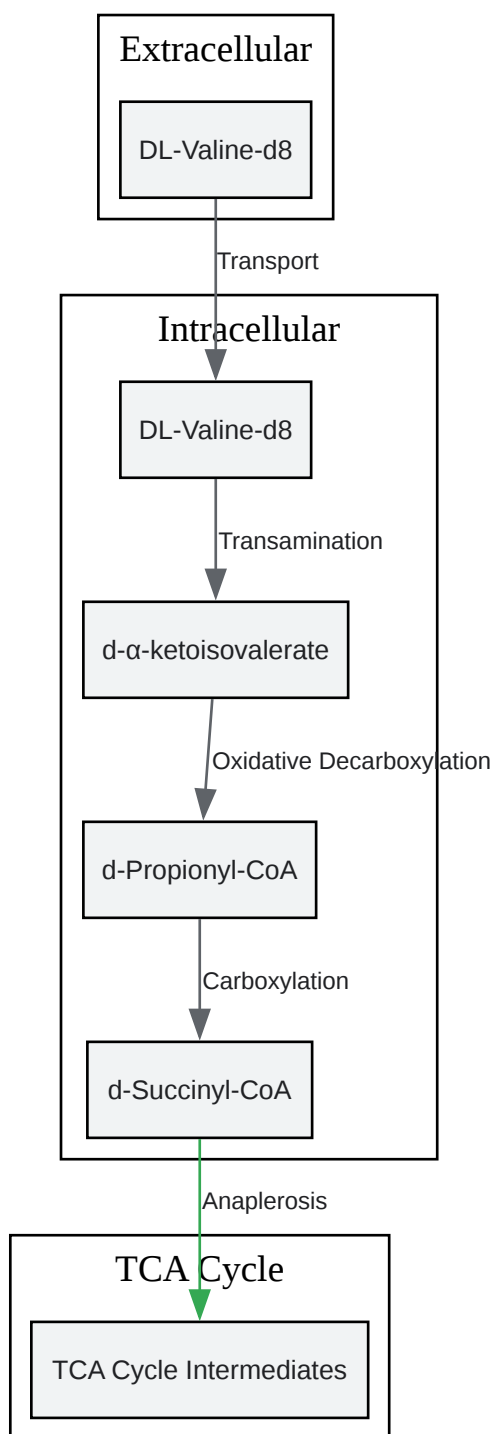 Extracellular
DL-Valine-d8
Transport
Intracellular
DL-Valine-d8
Transamination
d-α-ketoisovalerate
Oxidative Decarboxylation
d-Propionyl-CoA
Carboxylation
d-Succinyl-CoA
Anaplerosis
TCA Cycle
TCA Cycle Intermediates